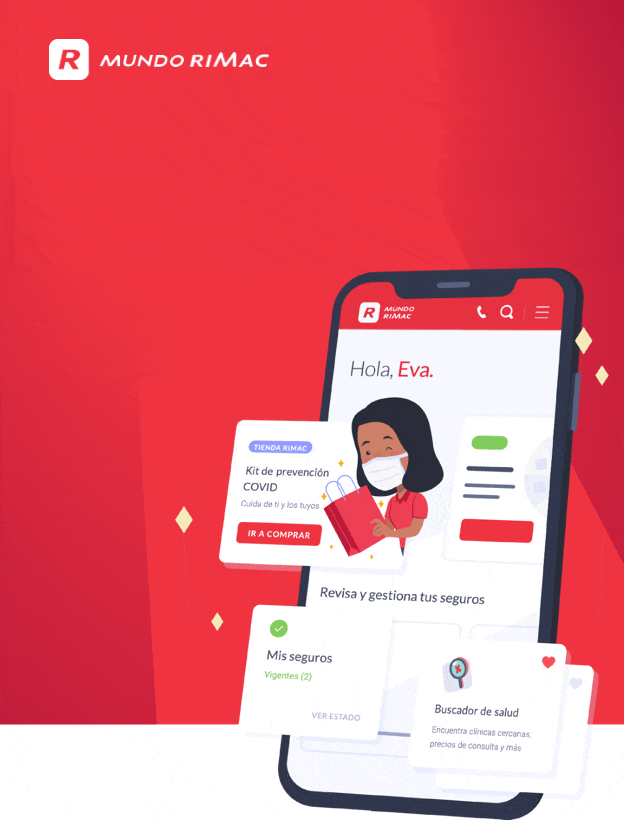 R MUNDO RIMAC
R MUNDO
RIMAC
Hola, Eva.
TIENDA RIMAC
Kit de prevención
COVID
Cuida de ti y los tuyos
IR A COMPRAR
Revisa y gestiona tus seguros
Mis seguros
Vigentes (2)
VER ESTADO
Buscador de salud
Encuentra clínicas cercanas,
precios de consulta y más